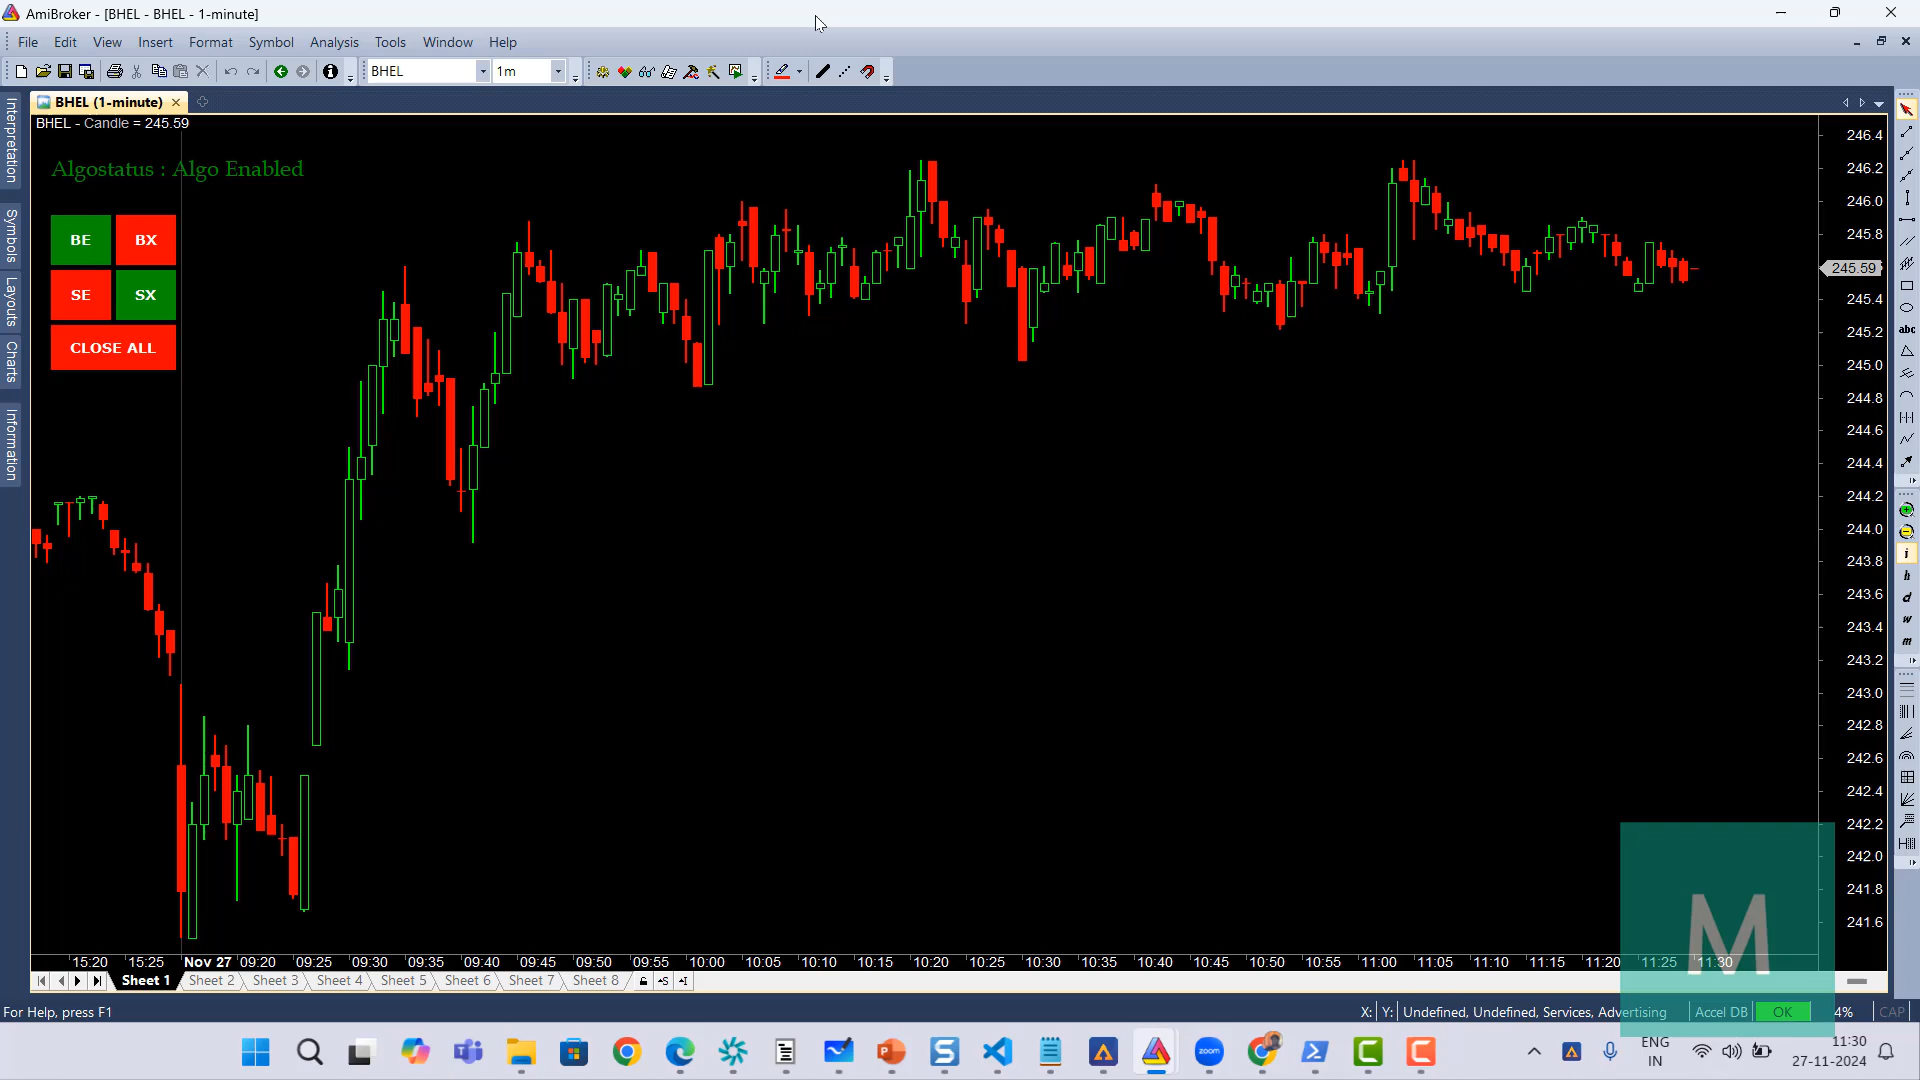 AmiBroker - [BHEL - BHEL - 1-minute]
File Edit View Insert Format Symbol Analysis Tools Window Help
BHEL 1m
BHEL (1-minute)
BHEL - Candle = 245.59
Algostatus : Algo Enabled
BE BX
SE SX
CLOSE ALL
Interpretation
Symbols
Layouts
Charts
Information
246.4
246.2
246.0
245.8
245.59
245.4
245.2
245.0
244.8
244.6
244.4
244.2
244.0
243.8
243.6
243.4
243.2
243.0
242.8
242.6
242.4
242.2
242.0
241.8
241.6
abc
i
h
d
w
m
M
15:20 15:25 Nov 27 09:20 09:25 09:30 09:35 09:40 09:45 09:50 09:55 10:00 10:05 10:10 10:15 10:20 10:25 10:30 10:35 10:40 10:45 10:50 10:55 11:00 11:05 11:10 11:15 11:20 11:25 11:30
Sheet 1 Sheet 2 Sheet 3 Sheet 4 Sheet 5 Sheet 6 Sheet 7 Sheet 8
For Help, press F1 X: Y: Undefined, Undefined, Services, Advertising Accel DB OK 4% CAP
zoom
ENG
IN
11:30
27-11-2024